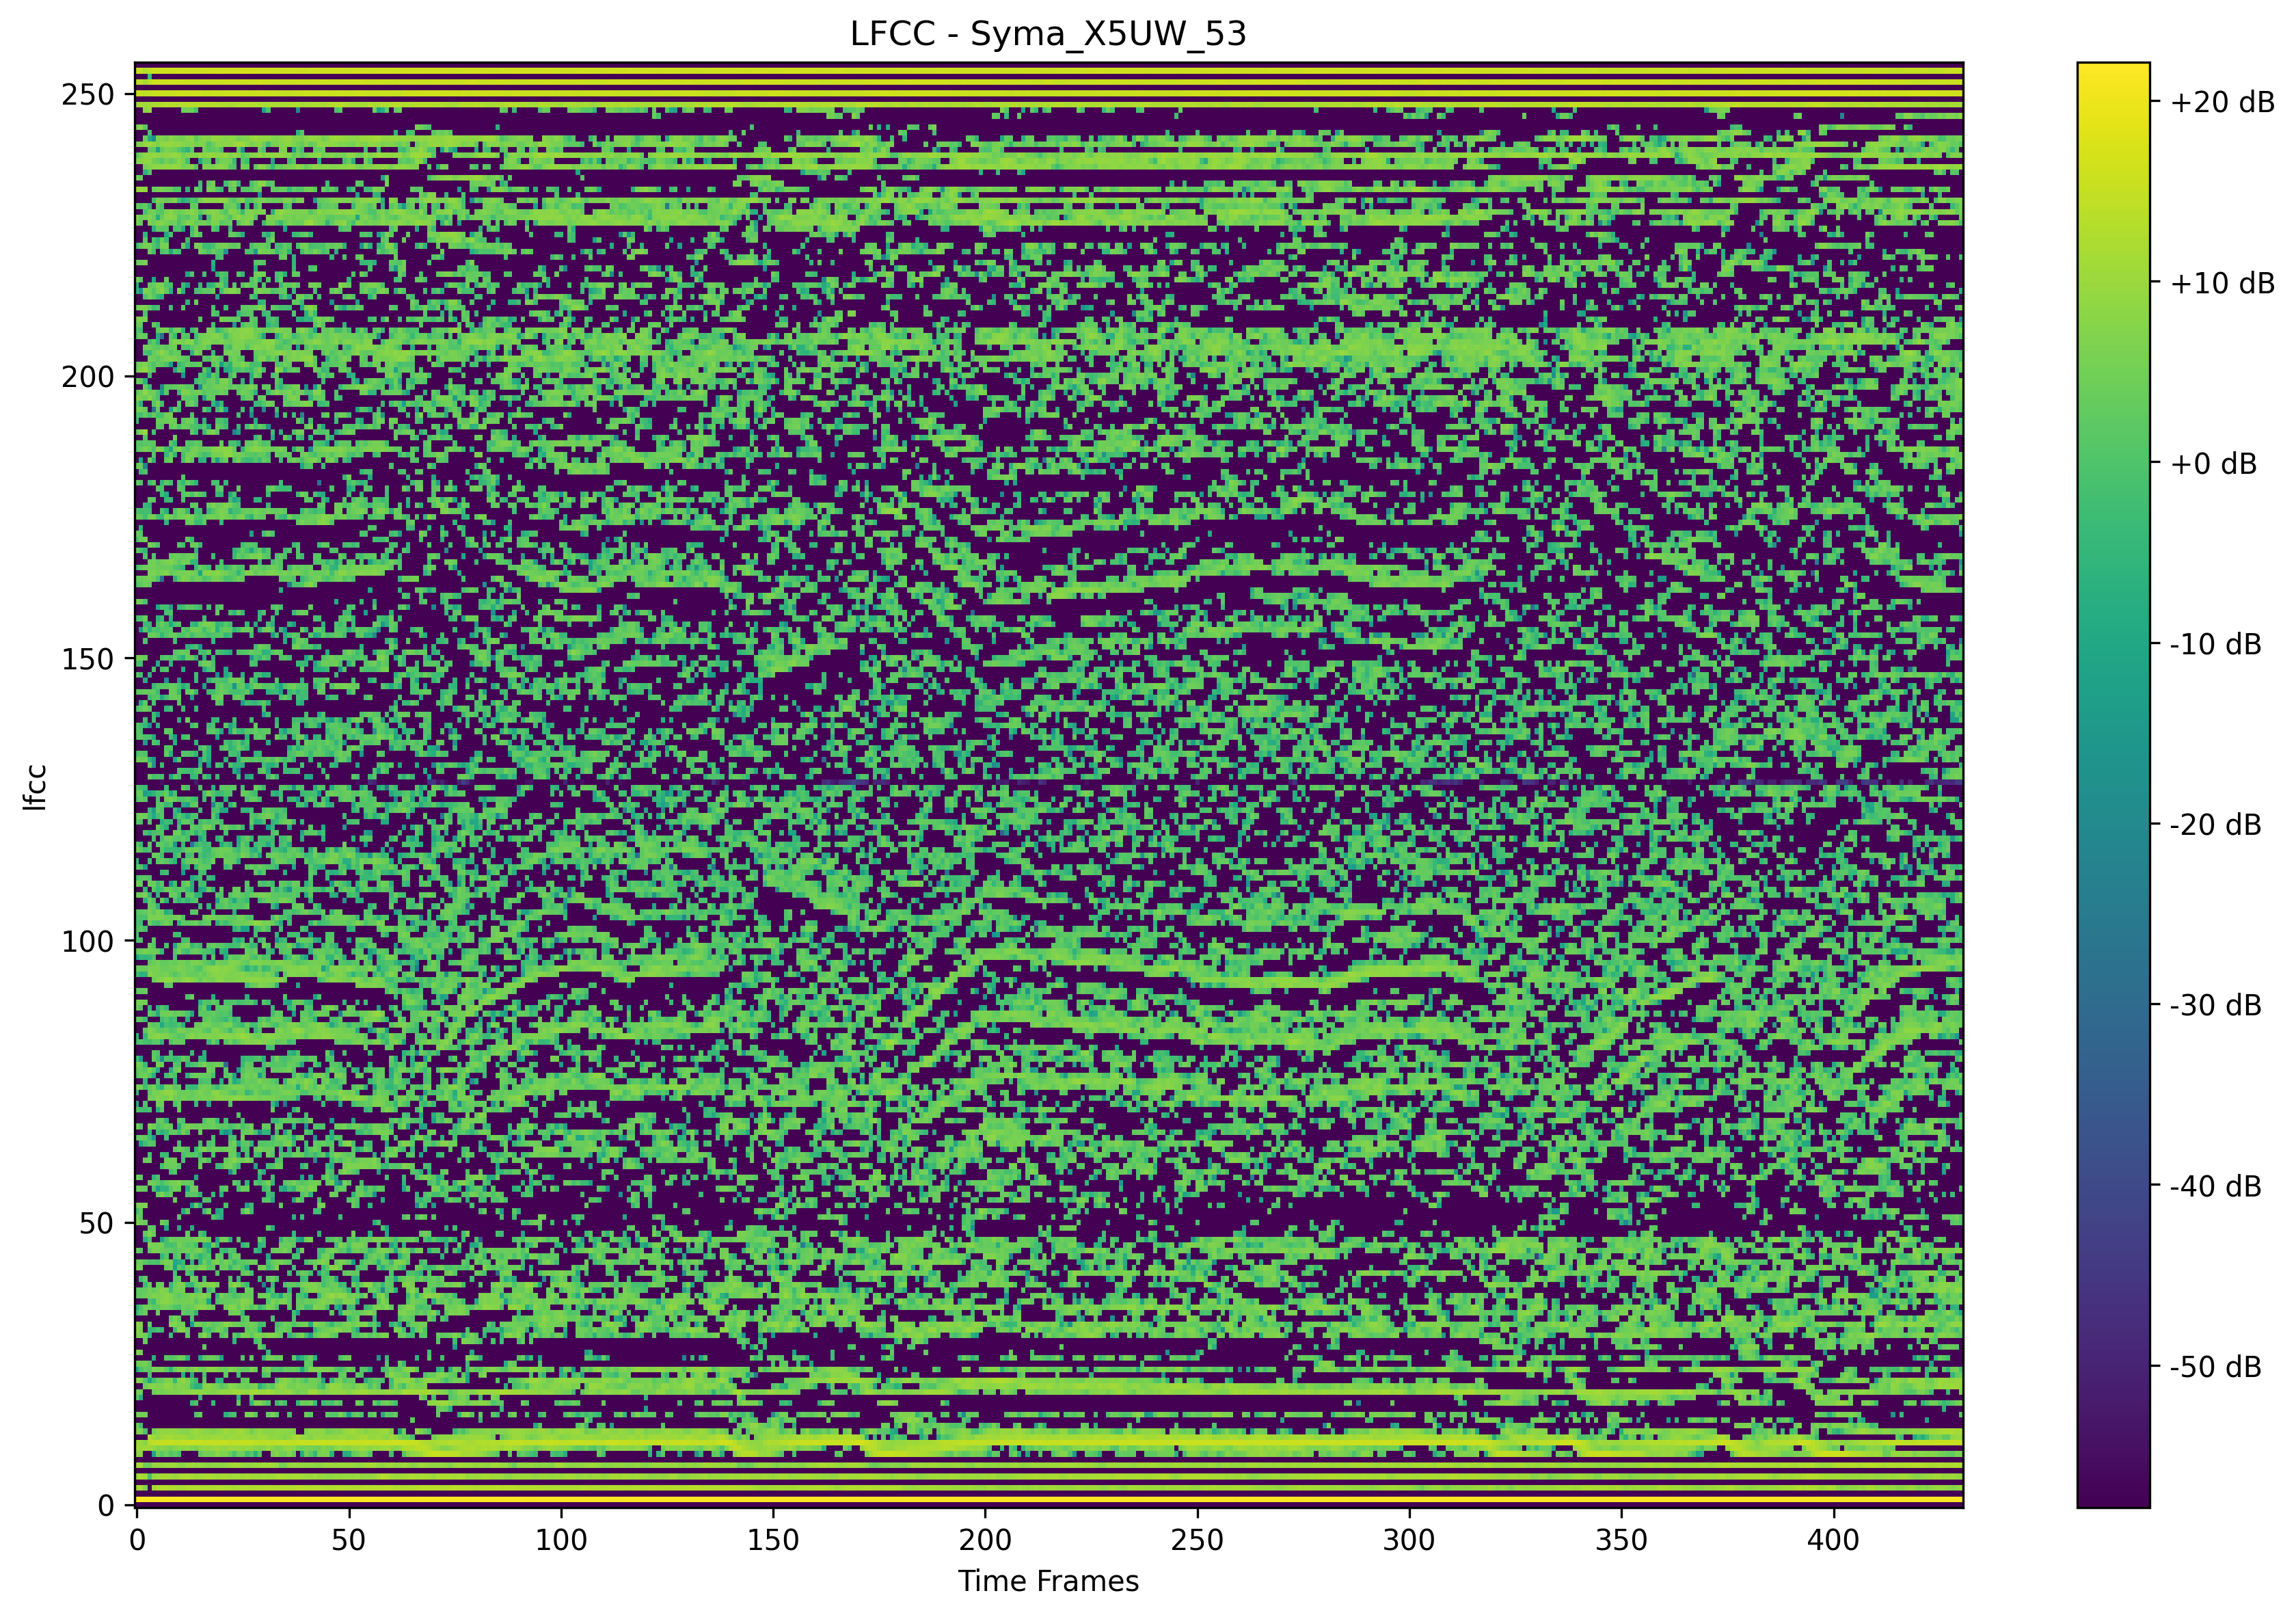 LFCC - Syma_X5UW_53
250
200
150
100
50
0
lfcc
0 50 100 150 200 250 300 350 400
Time Frames
+20 dB
+10 dB
+0 dB
-10 dB
-20 dB
-30 dB
-40 dB
-50 dB